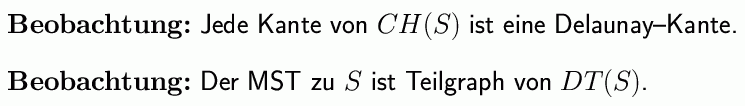 Beobachtung: Jede Kante von CH(S) ist eine Delaunay–Kante.
Beobachtung: Der MST zu S ist Teilgraph von DT(S).